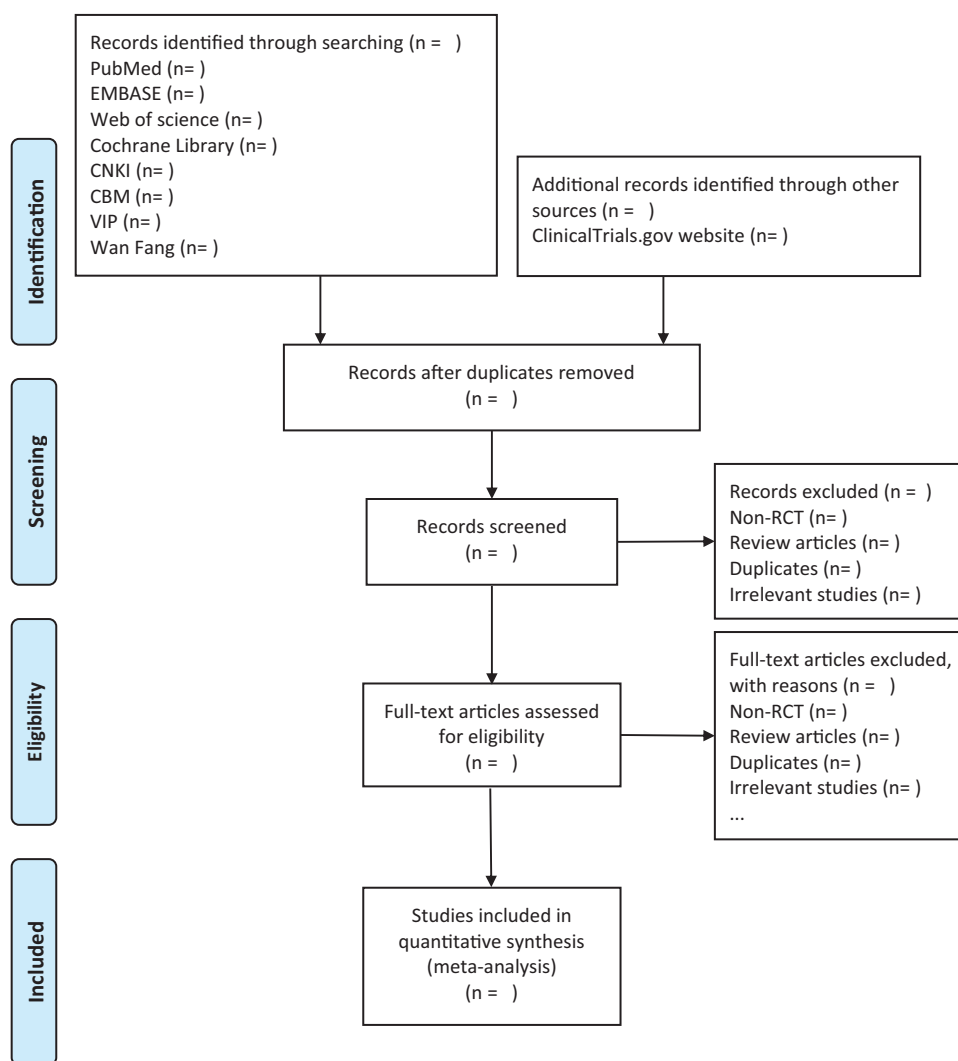 Records identified through searching (n =   )
PubMed (n= )
EMBASE (n= )
Web of science (n= )
Cochrane Library (n= )
CNKI (n= )
CBM (n= )
VIP (n= )
Wan Fang (n= )
Additional records identified through other
sources (n =   )
ClinicalTrials.gov website (n= )
Identification
Records after duplicates removed
(n =   )
Screening
Records screened
(n =   )
Records excluded (n =  )
Non-RCT (n= )
Review articles (n= )
Duplicates (n= )
Irrelevant studies (n= )
Eligibility
Full-text articles assessed
for eligibility
(n =   )
Full-text articles excluded,
with reasons (n =   )
Non-RCT (n= )
Review articles (n= )
Duplicates (n= )
Irrelevant studies (n= )
...
Included
Studies included in
quantitative synthesis
(meta-analysis)
(n =   )